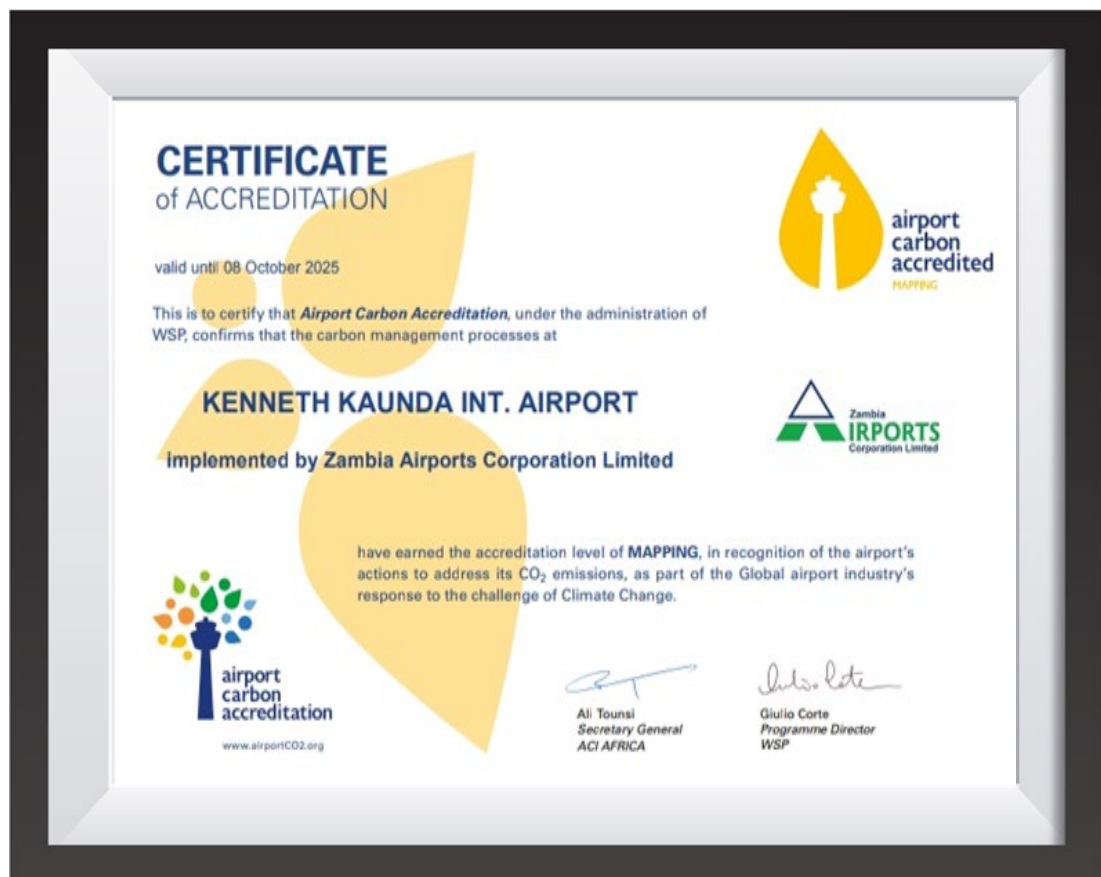 CERTIFICATE
of ACCREDITATION
valid until 08 October 2025
This is to certify that Airport Carbon Accreditation, under the administration of
WSP, confirms that the carbon management processes at
KENNETH KAUNDA INT. AIRPORT
implemented by Zambia Airports Corporation Limited
airport
carbon
accredited
MAPPING
Zambia
IRPORTS
Corporation Limited
have earned the accreditation level of MAPPING, in recognition of the airport's
actions to address its CO₂ emissions, as part of the Global airport industry's
response to the challenge of Climate Change.
airport
carbon
accreditation
www.airportCO2.org
Ali Tounsi
Secretary General
ACI AFRICA
Giulio Corte
Programme Director
WSP